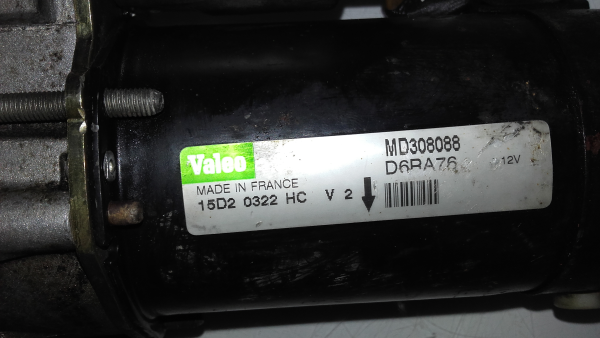 Valeo
MD308088
D6RA76 12V
MADE IN FRANCE
15D2 0322 HC V 2